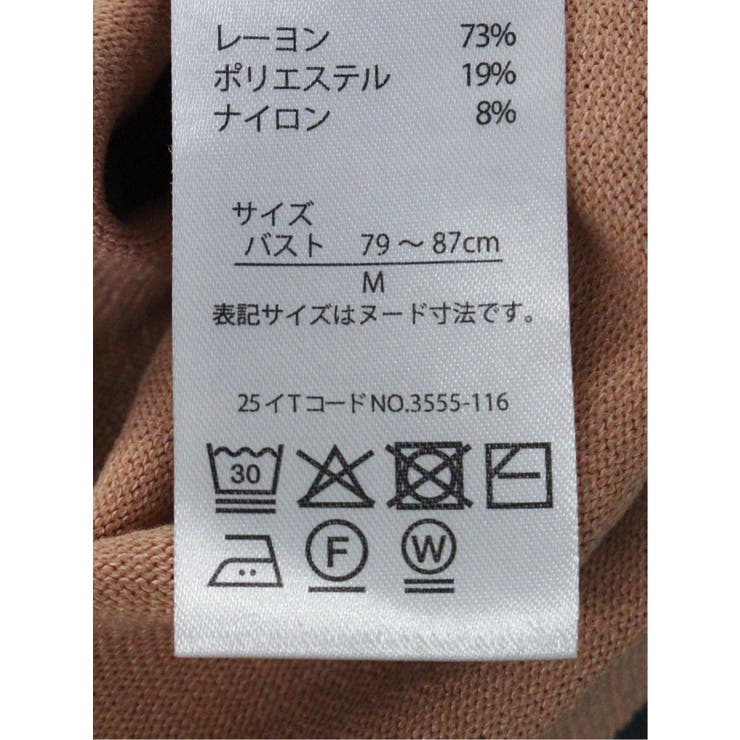 レーヨン 73%
ポリエステル 19%
ナイロン 8%
サイズ
バスト 79～87cm
M
表記サイズはヌード寸法です。
25イTコードNO.3555-116
30
F W